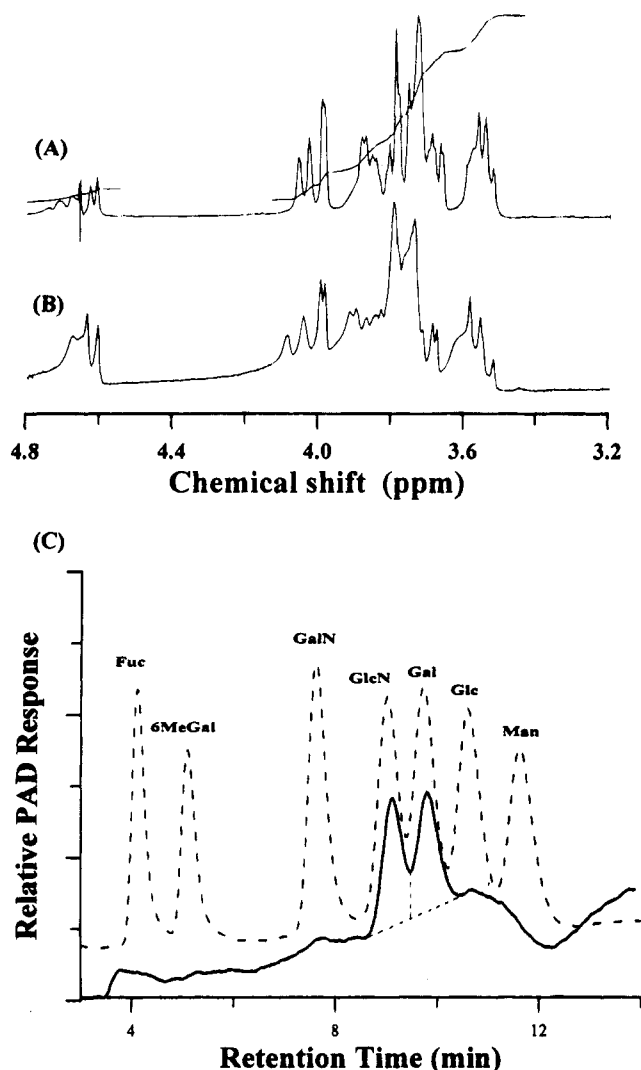 (A)
(B)
4.8 4.4 4.0 3.6 3.2
Chemical shift (ppm)
(C)
Relative PAD Response
Fuc
6MeGal
GalN
GlcN
Gal
Glc
Man
4 8 12
Retention Time (min)